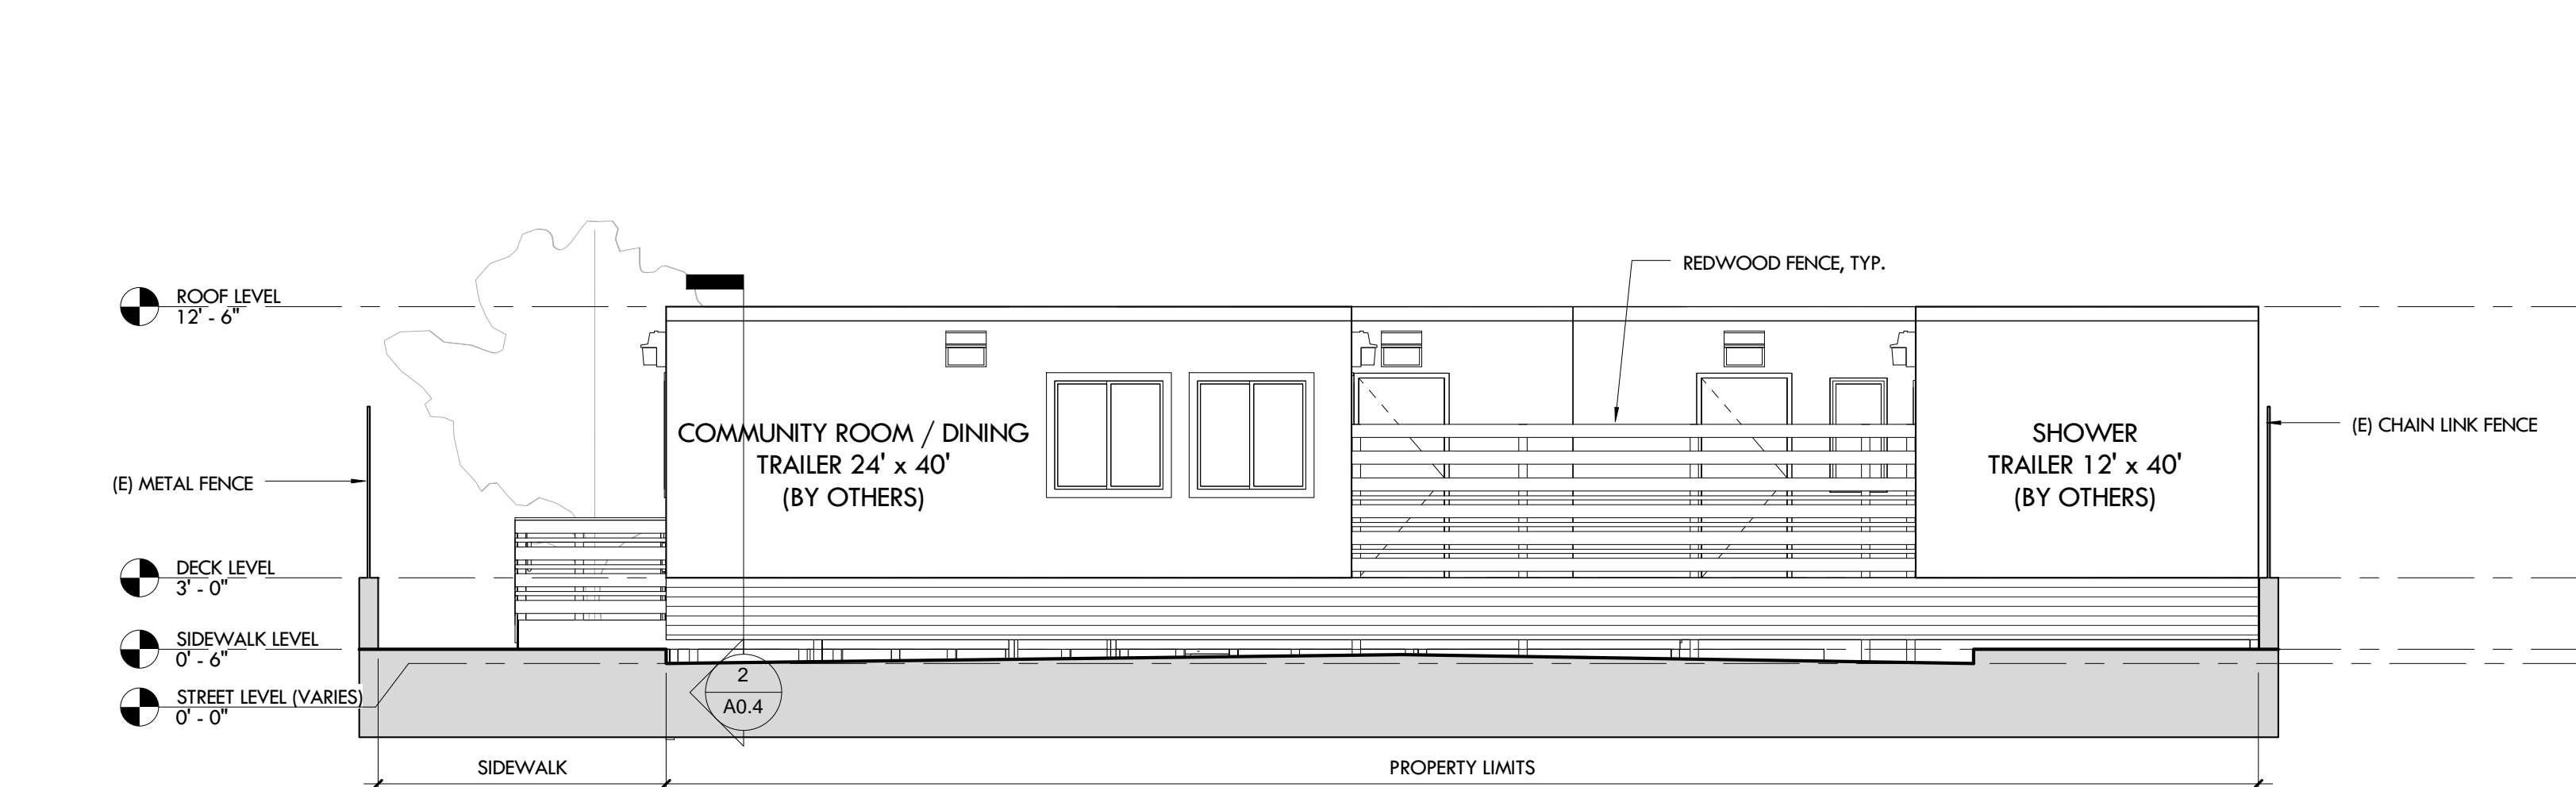 REDWOOD FENCE, TYP.
ROOF LEVEL
12' - 6"
COMMUNITY ROOM / DINING
TRAILER 24' x 40'
(BY OTHERS)
SHOWER
TRAILER 12' x 40'
(BY OTHERS)
(E) CHAIN LINK FENCE
(E) METAL FENCE
DECK LEVEL
3' - 0"
SIDEWALK LEVEL
0' - 6"
STREET LEVEL (VARIES)
0' - 0"
2
A0.4
SIDEWALK
PROPERTY LIMITS